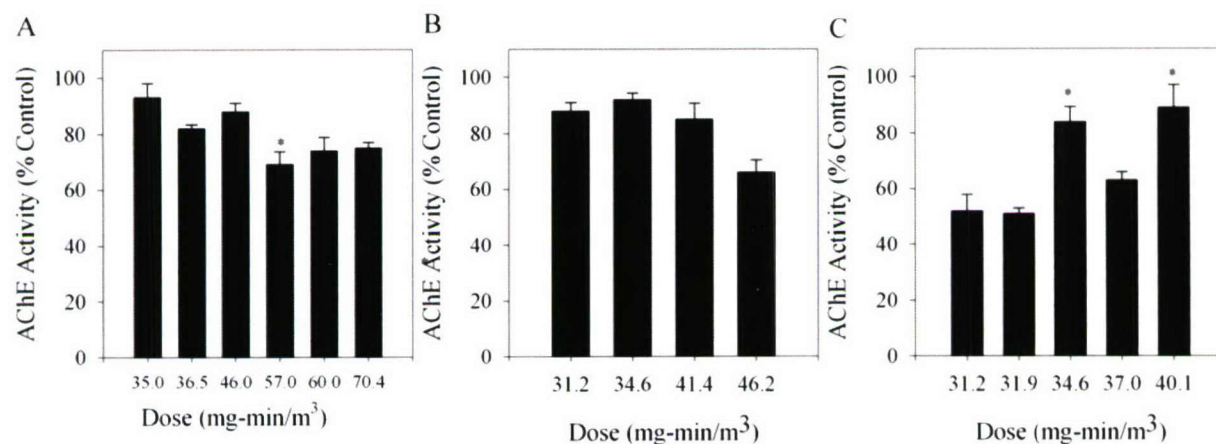 A
AChE Activity (% Control)
100
80
60
40
20
0
*
35.0 36.5 46.0 57.0 60.0 70.4
Dose (mg-min/m³)
B
AChE Activity (% Control)
100
80
60
40
20
0
31.2 34.6 41.4 46.2
Dose (mg-min/m³)
C
AChE Activity (% Control)
100
80
60
40
20
0
* *
31.2 31.9 34.6 37.0 40.1
Dose (mg-min/m³)